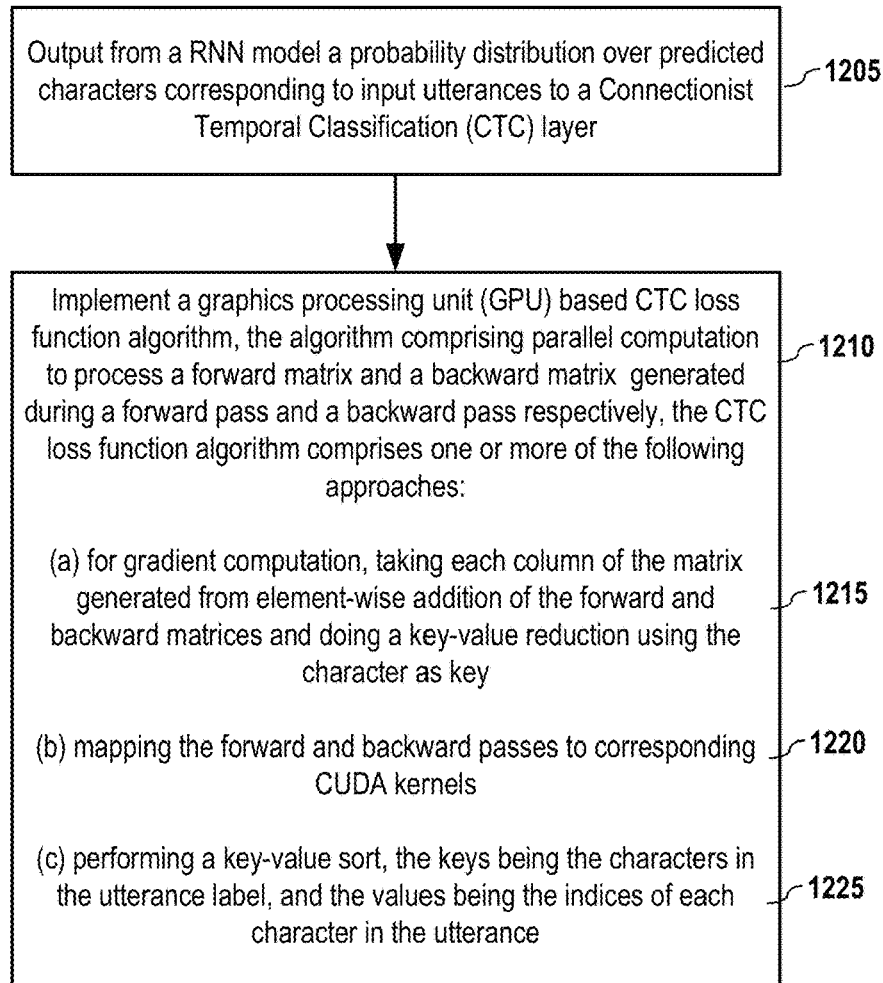 Output from a RNN model a probability distribution over predicted
characters corresponding to input utterances to a Connectionist
Temporal Classification (CTC) layer
1205
Implement a graphics processing unit (GPU) based CTC loss
function algorithm, the algorithm comprising parallel computation
to process a forward matrix and a backward matrix generated
during a forward pass and a backward pass respectively, the CTC
loss function algorithm comprises one or more of the following
approaches:
1210
(a) for gradient computation, taking each column of the matrix
generated from element-wise addition of the forward and
backward matrices and doing a key-value reduction using the
character as key
1215
(b) mapping the forward and backward passes to corresponding
CUDA kernels
1220
(c) performing a key-value sort, the keys being the characters in
the utterance label, and the values being the indices of each
character in the utterance
1225